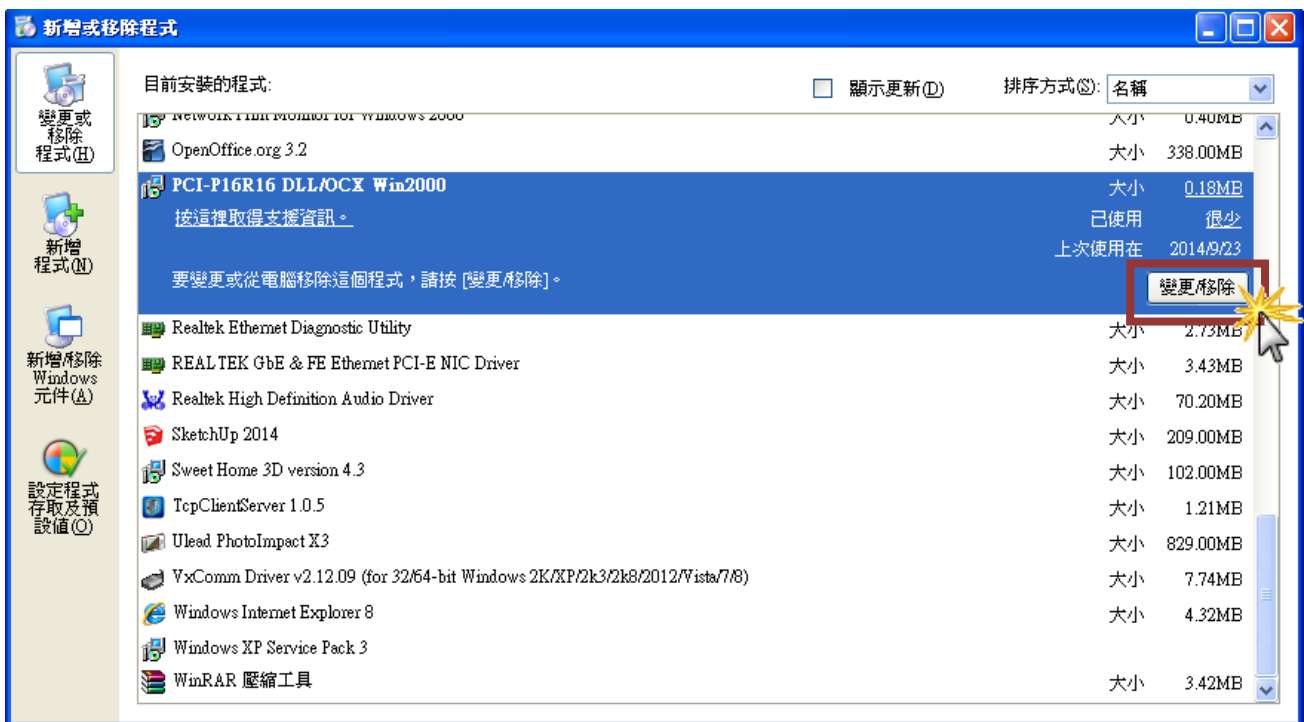 新增或移除程式
變更或
移除
程式(H)
新增
程式(N)
新增/移除
Windows
元件(A)
設定程式
存取及預
設值(O)
目前安裝的程式:
顯示更新(D)
排序方式(S): 名稱
Network Print Monitor for Windows 2000 大小 0.40MB
OpenOffice.org 3.2 大小 338.00MB
PCI-P16R16 DLL/OCX Win2000 大小 0.18MB
按這裡取得支援資訊。 已使用 很少
上次使用在 2014/9/23
要變更或從電腦移除這個程式，請按 [變更/移除]。 變更/移除
Realtek Ethernet Diagnostic Utility 大小 2.73MB
REALTEK GbE & FE Ethernet PCI-E NIC Driver 大小 3.43MB
Realtek High Definition Audio Driver 大小 70.20MB
SketchUp 2014 大小 209.00MB
Sweet Home 3D version 4.3 大小 102.00MB
TcpClientServer 1.0.5 大小 1.21MB
Ulead PhotoImpact X3 大小 829.00MB
VxComm Driver v2.12.09 (for 32/64-bit Windows 2K/XP/2k3/2k8/2012/Vista/7/8) 大小 7.74MB
Windows Internet Explorer 8 大小 4.32MB
Windows XP Service Pack 3
WinRAR 壓縮工具 大小 3.42MB